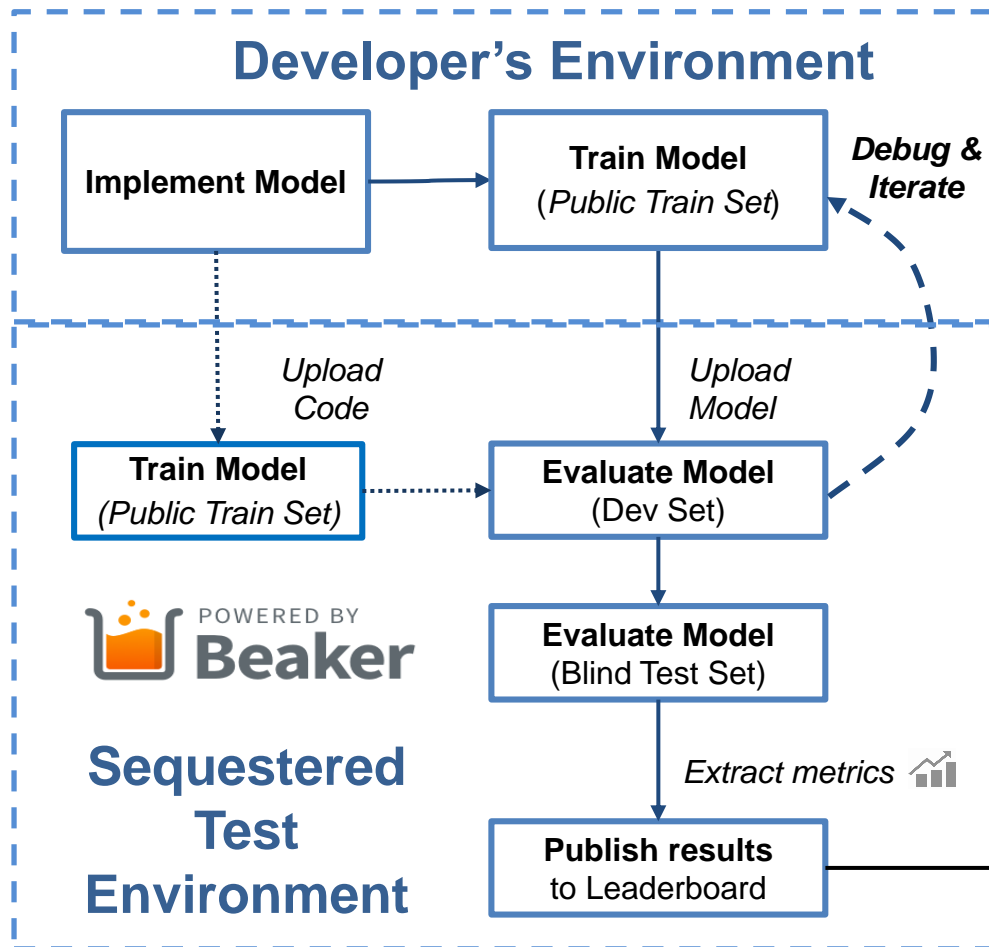 Developer’s Environment
Implement Model
Train Model
(Public Train Set)
Debug &
Iterate
Upload
Code
Upload
Model
Train Model
(Public Train Set)
Evaluate Model
(Dev Set)
POWERED BY
Beaker
Evaluate Model
(Blind Test Set)
Sequestered
Test
Environment
Extract metrics
Publish results
to Leaderboard